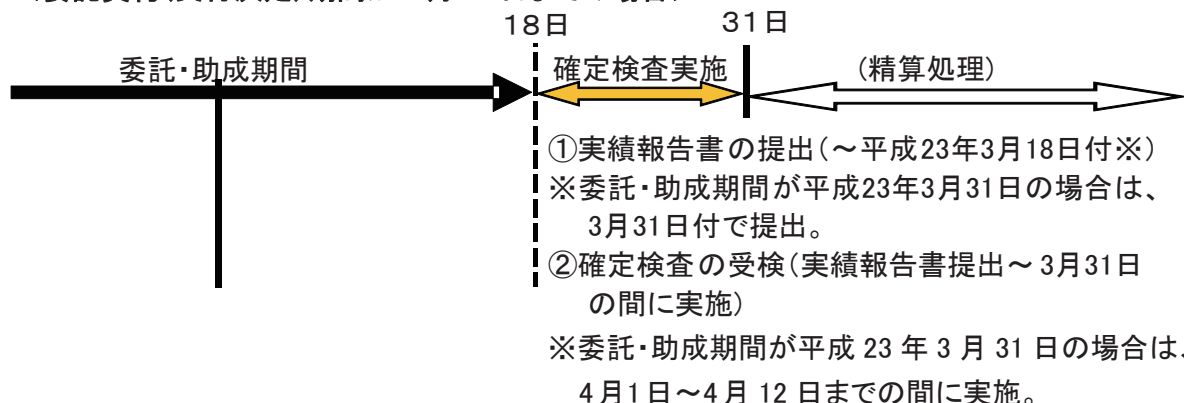 18日
31日
委託・助成期間
確定検査実施
(精算処理)
①実績報告書の提出(~平成23年3月18日付※)
※委託・助成期間が平成23年3月31日の場合は、
3月31日付で提出。
②確定検査の受検(実績報告書提出~3月31日
の間に実施)
※委託・助成期間が平成 23 年 3 月 31 日の場合は、
4月1日~4月 12 日までの間に実施。